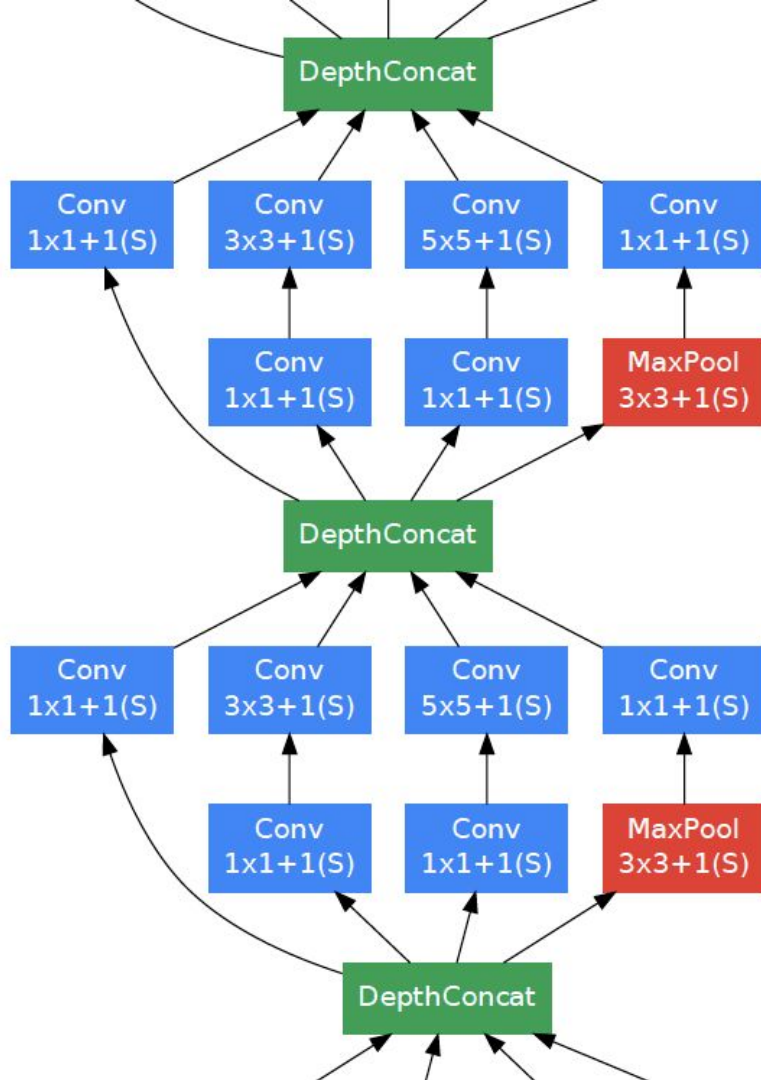 DepthConcat
Conv
1x1+1(S)
Conv
3x3+1(S)
Conv
5x5+1(S)
Conv
1x1+1(S)
Conv
1x1+1(S)
Conv
1x1+1(S)
MaxPool
3x3+1(S)
DepthConcat
Conv
1x1+1(S)
Conv
3x3+1(S)
Conv
5x5+1(S)
Conv
1x1+1(S)
Conv
1x1+1(S)
Conv
1x1+1(S)
MaxPool
3x3+1(S)
DepthConcat